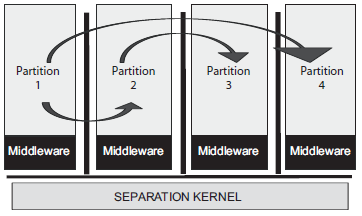 Partition
1
Partition
2
Partition
3
Partition
4
Middleware
Middleware
Middleware
Middleware
SEPARATION KERNEL